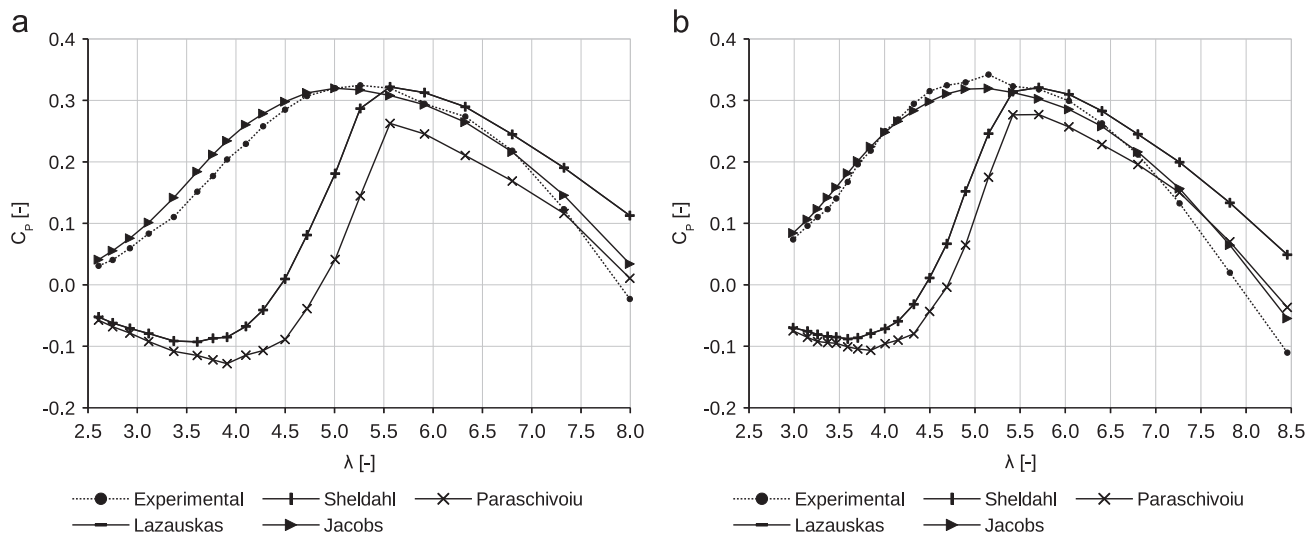 a
0.4
0.3
0.2
0.1
0.0
-0.1
-0.2
C_P [-]
2.5 3.0 3.5 4.0 4.5 5.0 5.5 6.0 6.5 7.0 7.5 8.0
λ [-]
Experimental Sheldahl Paraschivoiu
Lazauskas Jacobs
b
0.4
0.3
0.2
0.1
0.0
-0.1
-0.2
C_P [-]
2.5 3.0 3.5 4.0 4.5 5.0 5.5 6.0 6.5 7.0 7.5 8.0 8.5
λ [-]
Experimental Sheldahl Paraschivoiu
Lazauskas Jacobs